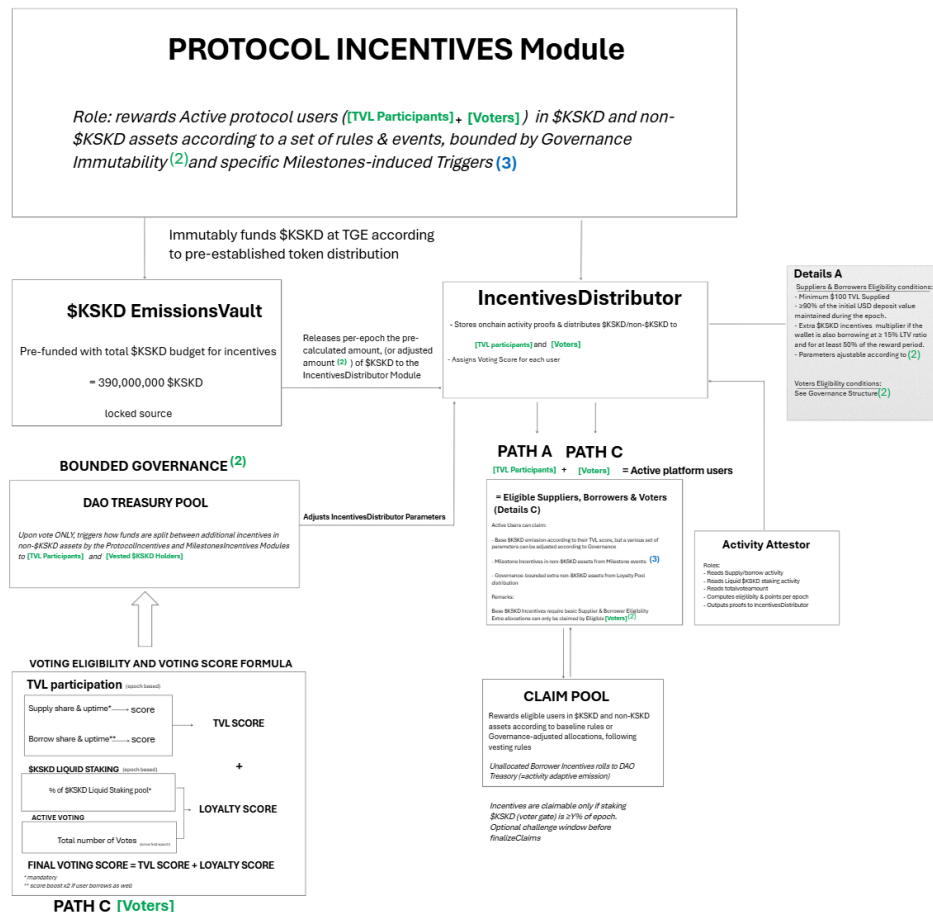 PROTOCOL INCENTIVES Module
Role: rewards Active protocol users ([TVL Participants] + [Voters] ) in $KSKD and non-
$KSKD assets according to a set of rules & events, bounded by Governance
Immutability (2) and specific Milestones-induced Triggers (3)
Immutably funds $KSKD at TGE according
to pre-established token distribution
$KSKD EmissionsVault
Pre-funded with total $KSKD budget for incentives
= 390,000,000 $KSKD
locked source
Releases per-epoch the pre-
calculated amount, (or adjusted
amount (2) ) of $KSKD to the
IncentivesDistributor Module
IncentivesDistributor
- Stores onchain activity proofs & distributes $KSKD/non-$KSKD to
[TVL participants] and [Voters]
- Assigns Voting Score for each user
Details A
Suppliers & Borrowers Eligibility conditions:
- Minimum $100 TVL Supplied
- ≥90% of the initial USD deposit value
maintained during the epoch.
- Extra $KSKD incentives multiplier if the
wallet is also borrowing at ≥ 15% LTV ratio
and for at least 50% of the reward period.
- Parameters ajustable according to (2)
Voters Eligibility conditions:
See Governance Structure(2)
BOUNDED GOVERNANCE (2)
DAO TREASURY POOL
Upon vote ONLY, triggers how funds are split between additional incentives in
non-$KSKD assets by the ProtocolIncentives and MilestonesIncentives Modules
to [TVL Participants] and [Vested $KSKD Holders]
Adjusts IncentivesDistributor Parameters
PATH A PATH C
[TVL Participants] + [Voters] = Active platform users
= Eligible Suppliers, Borrowers & Voters
(Details C)
Active Users can claim:
- Base $KSKD emission according to their TVL score, but a various set of
parameters can be adjusted according to Governance
- Milestone Incentives in non-$KSKD assets from Milestone events (3)
- Governance-bounded extra non-$KSKD assets from Loyalty Pool
distribution
Remarks:
Base $KSKD Incentives require basic Supplier & Borrower Eligibility
Extra allocations can only be claimed by Eligible [Voters](2)
Activity Attestor
Roles:
- Reads Supply/borrow activity
- Reads Liquid $KSKD staking activity
- Reads totalvoteamount
- Computes eligibiity & points per epoch
- Outputs proofs to IncentivesDistributor
VOTING ELIGIBILITY AND VOTING SCORE FORMULA
TVL participation (epoch based)
Supply share & uptime* score
Borrow share & uptime** score
TVL SCORE
+
$KSKD LIQUID STAKING (epoch based)
% of $KSKD Liquid Staking pool*
LOYALTY SCORE
ACTIVE VOTING
Total number of Votes
FINAL VOTING SCORE = TVL SCORE + LOYALTY SCORE
* mandatory
** score boost x2 if user borrows as well
PATH C [Voters]
CLAIM POOL
Rewards eligible users in $KSKD and non-KSKD
assets according to baseline rules or
Governance-adjusted allocations, following
vesting rules
Unallocated Borrower Incentives rolls to DAO
Treasury (=activity adaptive emission)
Incentives are claimable only if staking
$KSKD (voter gate) is ≥Y% of epoch.
Optional challenge window before
finalizeClaims